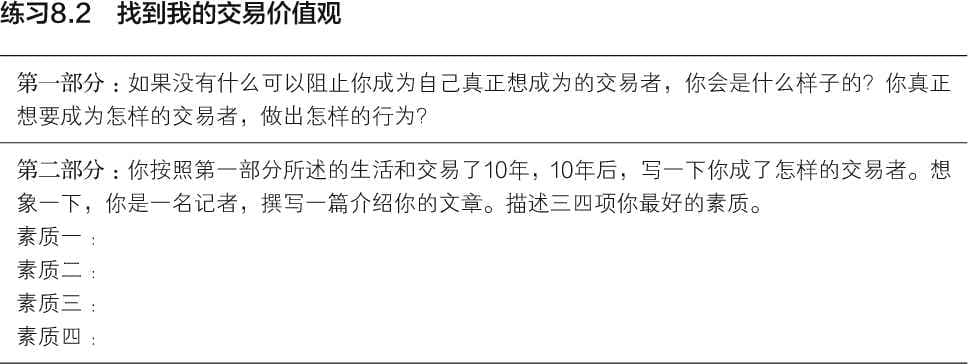 练习8.2　找到我的交易价值观
第一部分：如果没有什么可以阻止你成为自己真正想成为的交易者，你会是什么样子的？你真正
想要成为怎样的交易者，做出怎样的行为？
第二部分：你按照第一部分所述的生活和交易了10年，10年后，写一下你成了怎样的交易者。想
象一下，你是一名记者，撰写一篇介绍你的文章。描述三四项你最好的素质。
素质一：
素质二：
素质三：
素质四：